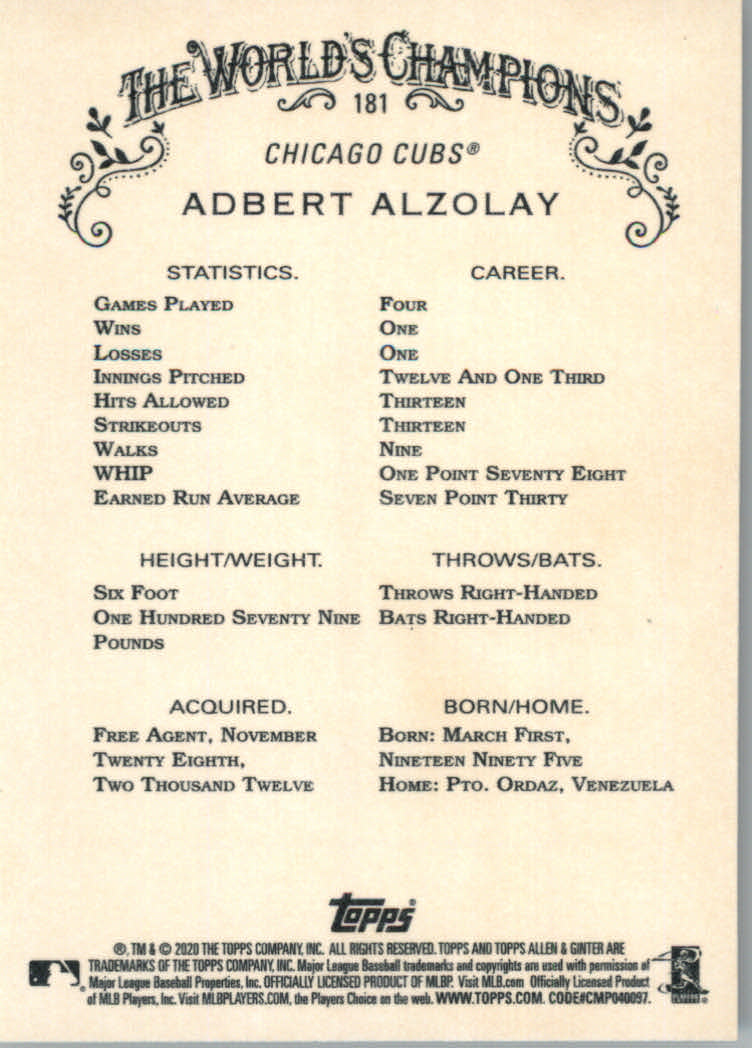 THE WORLD'S CHAMPIONS
181
CHICAGO CUBS®
ADBERT ALZOLAY
STATISTICS. CAREER.
GAMES PLAYED FOUR
WINS ONE
LOSSES ONE
INNINGS PITCHED TWELVE AND ONE THIRD
HITS ALLOWED THIRTEEN
STRIKEOUTS THIRTEEN
WALKS NINE
WHIP ONE POINT SEVENTY EIGHT
EARNED RUN AVERAGE SEVEN POINT THIRTY
HEIGHT/WEIGHT. THROWS/BATS.
SIX FOOT THROWS RIGHT-HANDED
ONE HUNDRED SEVENTY NINE BATS RIGHT-HANDED
POUNDS
ACQUIRED. BORN/HOME.
FREE AGENT, NOVEMBER BORN: MARCH FIRST,
TWENTY EIGHTH, NINETEEN NINETY FIVE
TWO THOUSAND TWELVE HOME: PTO. ORDAZ, VENEZUELA
Topps®
®, TM & © 2020 THE TOPPS COMPANY, INC. ALL RIGHTS RESERVED. TOPPS AND TOPPS ALLEN & GINTER ARE
TRADEMARKS OF THE TOPPS COMPANY, INC. Major League Baseball trademarks and copyrights are used with permission of
Major League Baseball Properties, Inc. OFFICIALLY LICENSED PRODUCT OF MLBP. Visit MLB.com Officially Licensed Product
of MLB Players, Inc. Visit MLBPLAYERS.COM, the Players Choice on the web. WWW.TOPPS.COM. CODE#CMP040097.